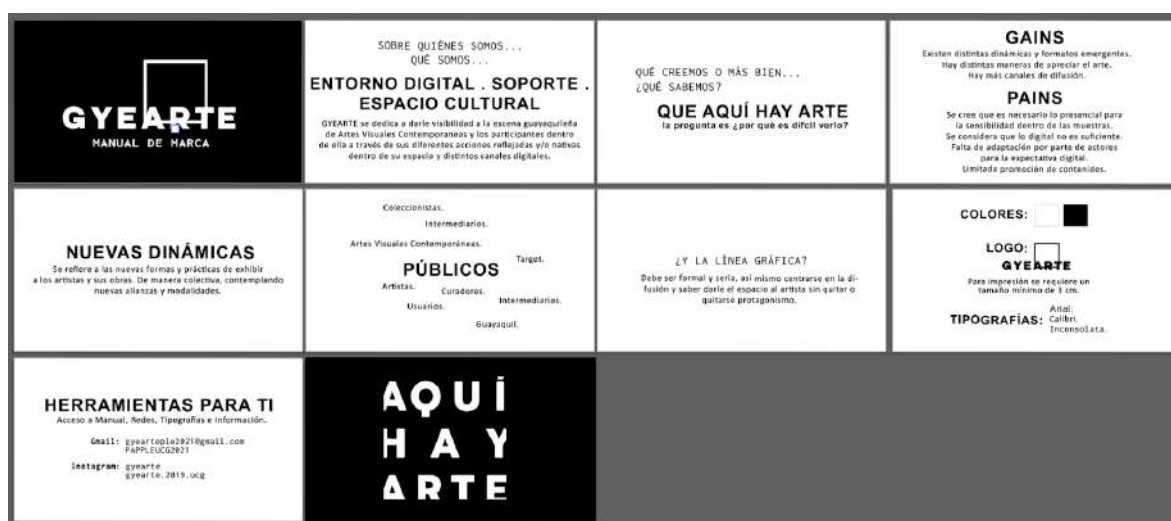 GYEARTE
MANUAL DE MARCA
SOBRE QUIÉNES SOMOS...
QUÉ SOMOS...
ENTORNO DIGITAL . SOPORTE .
ESPACIO CULTURAL
GYEARTE se dedica a darle visibilidad a la escena guayaquileña
de Artes Visuales Contemporaneas y los participantes dentro
de ella a través de sus diferentes acciones reflejadas y/o nativas
dentro de su espacio y distintos canales digitales.
QUÉ CREEMOS O MÁS BIEN...
¿QUÉ SABEMOS?
QUE AQUÍ HAY ARTE
la pregunta es ¿por qué es difícil verlo?
GAINS
Existen distintas dinámicas y formatos emergentes.
Hay distintas maneras de apreciar el arte.
Hay más canales de difusión.
PAINS
Se cree que es necesario lo presencial para
la sensibilidad dentro de las muestras.
Se considera que lo digital no es suficiente.
Falta de adaptación por parte de actores
para la expectativa digital.
Limitada promoción de contenidos.
NUEVAS DINÁMICAS
Se refiere a las nuevas formas y prácticas de exhibir
a los artistas y sus obras. De manera colectiva, contemplando
nuevas alianzas y modalidades.
Coleccionistas.
Intermediarios.
Artes Visuales Contemporáneas.
Target.
PÚBLICOS
Artistas.
Curadores.
Intermediarios.
Usuarios.
Guayaquil.
¿Y LA LÍNEA GRÁFICA?
Debe ser formal y seria, así mismo centrarse en la di-
fusión y saber darle el espacio al artista sin quitar o
quitarse protagonismo.
COLORES:
LOGO:
GYEARTE
Para impresión se requiere un
tamaño mínimo de 3 cm.
TIPOGRAFÍAS:
Arial.
Calibri.
Inconsolata.
HERRAMIENTAS PARA TI
Acceso a Manual, Redes, Tipografías e Información.
Gmail: gyeartople2021@gmail.com
PAPPLEUCG2021
Instagram: gyearte
gyearte.2019.ucg
AQUÍ
HAY
ARTE